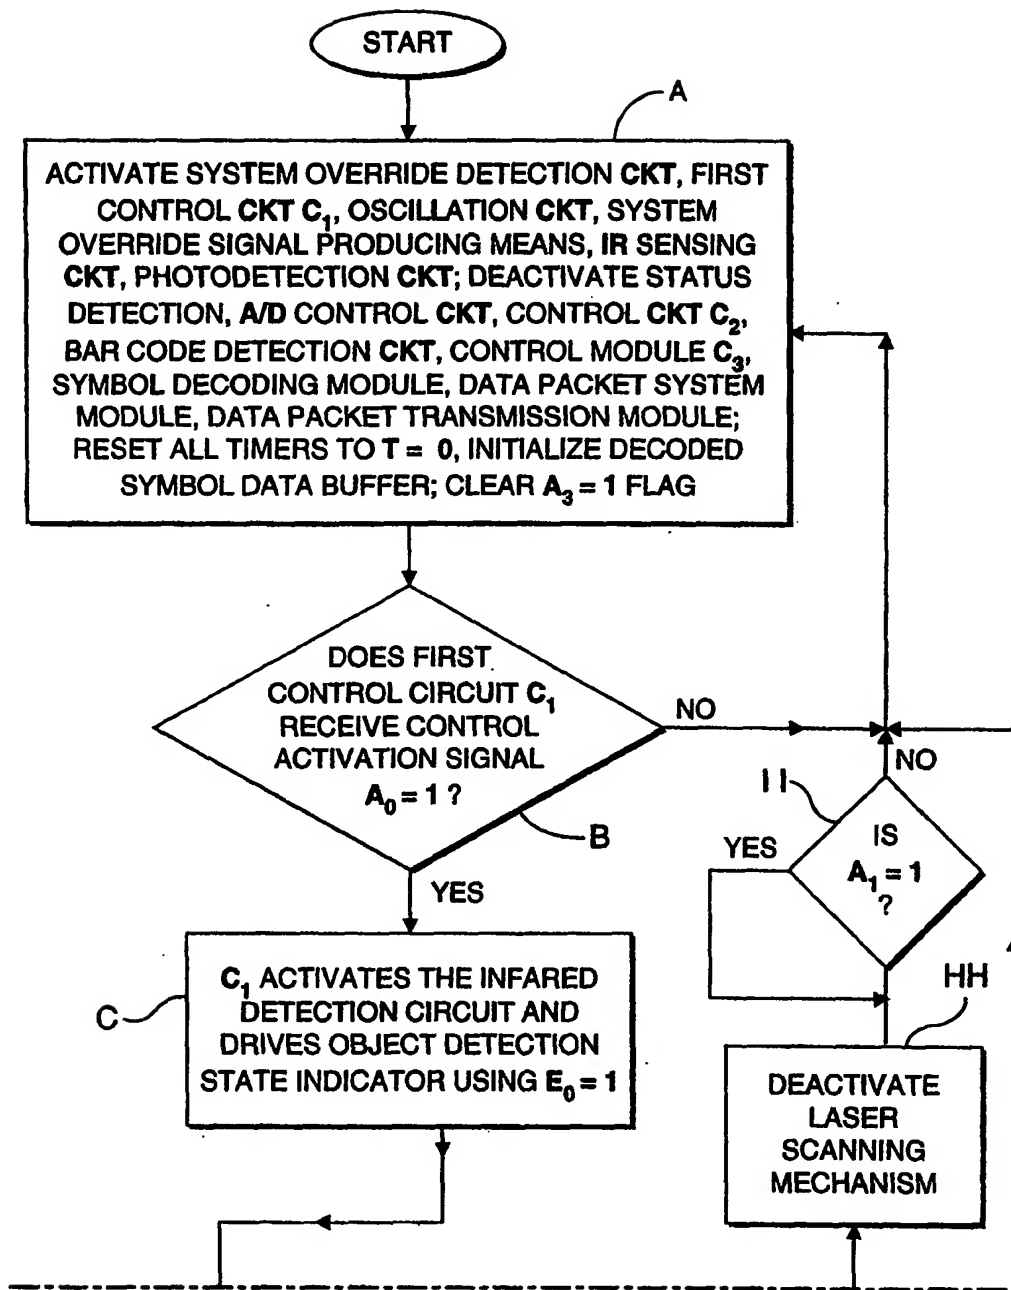 START
A
ACTIVATE SYSTEM OVERRIDE DETECTION CKT, FIRST
CONTROL CKT C₁, OSCILLATION CKT, SYSTEM
OVERRIDE SIGNAL PRODUCING MEANS, IR SENSING
CKT, PHOTODETECTION CKT; DEACTIVATE STATUS
DETECTION, A/D CONTROL CKT, CONTROL CKT C₂,
BAR CODE DETECTION CKT, CONTROL MODULE C₃,
SYMBOL DECODING MODULE, DATA PACKET SYSTEM
MODULE, DATA PACKET TRANSMISSION MODULE;
RESET ALL TIMERS TO T = 0, INITIALIZE DECODED
SYMBOL DATA BUFFER; CLEAR A₃ = 1 FLAG
DOES FIRST
CONTROL CIRCUIT C₁
RECEIVE CONTROL
ACTIVATION SIGNAL
A₀ = 1 ?
NO
B
YES
NO
II
YES
IS
A₁ = 1
?
C
C₁ ACTIVATES THE INFARED
DETECTION CIRCUIT AND
DRIVES OBJECT DETECTION
STATE INDICATOR USING E₀ = 1
HH
DEACTIVATE
LASER
SCANNING
MECHANISM